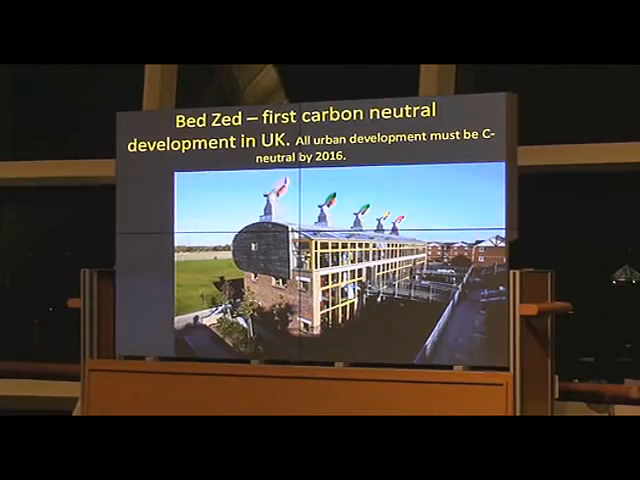 Bed Zed – first carbon neutral
development in UK. All urban development must be C-
neutral by 2016.